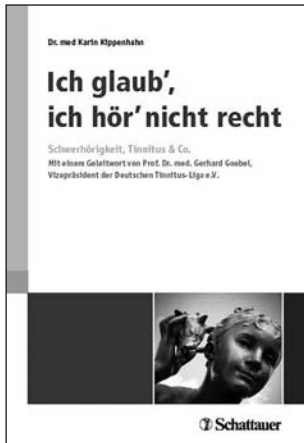 Dr. med Karin Kippenhahn
Ich glaub',
ich hör' nicht recht
Schwerhörigkeit, Tinnitus & Co.
Mit einem Geleitwort von Prof. Dr. med. Gerhard Goebel,
Vizepräsident der Deutschen Tinnitus-Liga e.V.
Schattauer